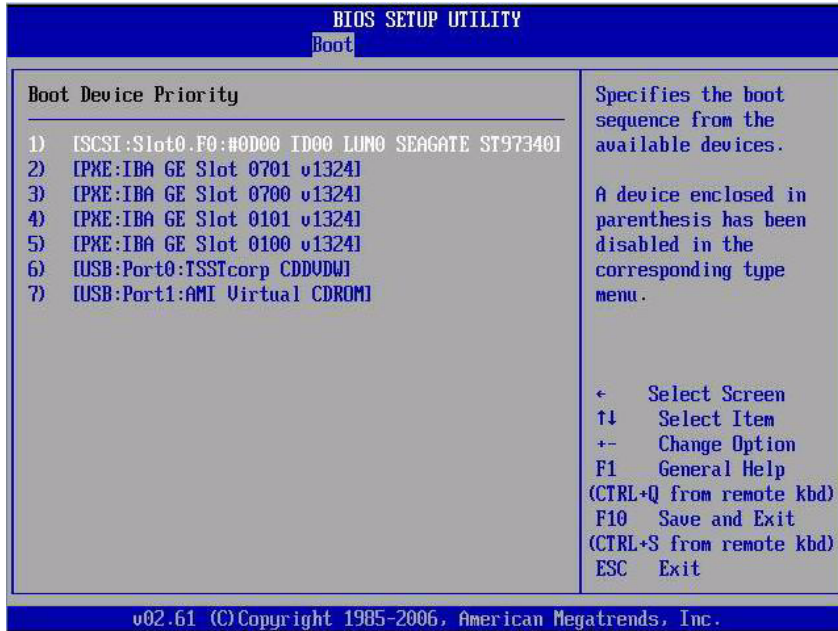 BIOS SETUP UTILITY
Boot
Boot Device Priority
1) [SCSI:Slot0.F0:#0D00 ID00 LUN0 SEAGATE ST97340]
2) [PXE:IBA GE Slot 0701 v1324]
3) [PXE:IBA GE Slot 0700 v1324]
4) [PXE:IBA GE Slot 0101 v1324]
5) [PXE:IBA GE Slot 0100 v1324]
6) [USB:Port0:TSSTcorp CDDVDW]
7) [USB:Port1:AMI Virtual CDROM]
Specifies the boot
sequence from the
available devices.
A device enclosed in
parenthesis has been
disabled in the
corresponding type
menu.
← Select Screen
↑↓ Select Item
+- Change Option
F1 General Help
(CTRL+Q from remote kbd)
F10 Save and Exit
(CTRL+S from remote kbd)
ESC Exit
v02.61 (C)Copyright 1985-2006, American Megatrends, Inc.